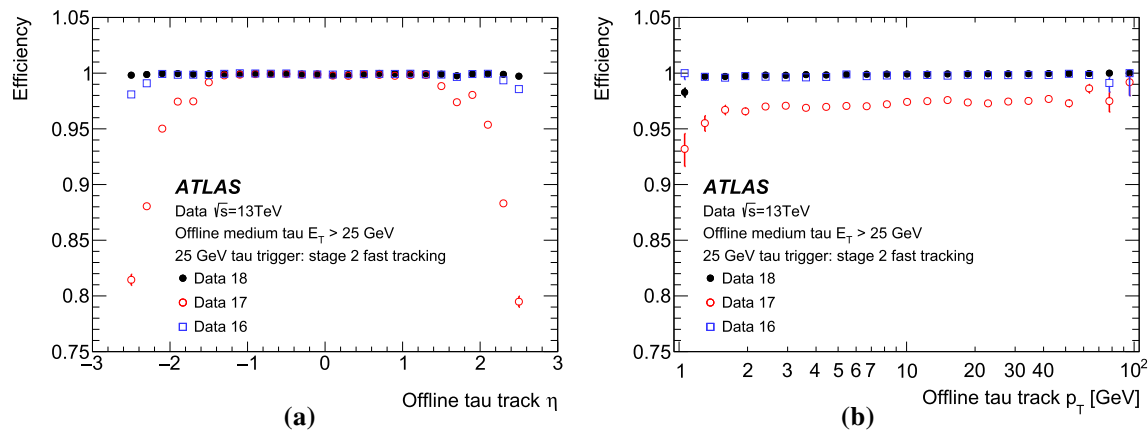 Efficiency
1.05
1
0.95
0.9
0.85
0.8
0.75
ATLAS
Data √s=13TeV
Offline medium tau E_T > 25 GeV
25 GeV tau trigger: stage 2 fast tracking
Data 18
Data 17
Data 16
−3 −2 −1 0 1 2 3
Offline tau track η
(a)
Efficiency
1.05
1
0.95
0.9
0.85
0.8
0.75
ATLAS
Data √s=13TeV
Offline medium tau E_T > 25 GeV
25 GeV tau trigger: stage 2 fast tracking
Data 18
Data 17
Data 16
1 2 3 4 5 6 7 10 20 30 40 10²
Offline tau track p_T [GeV]
(b)